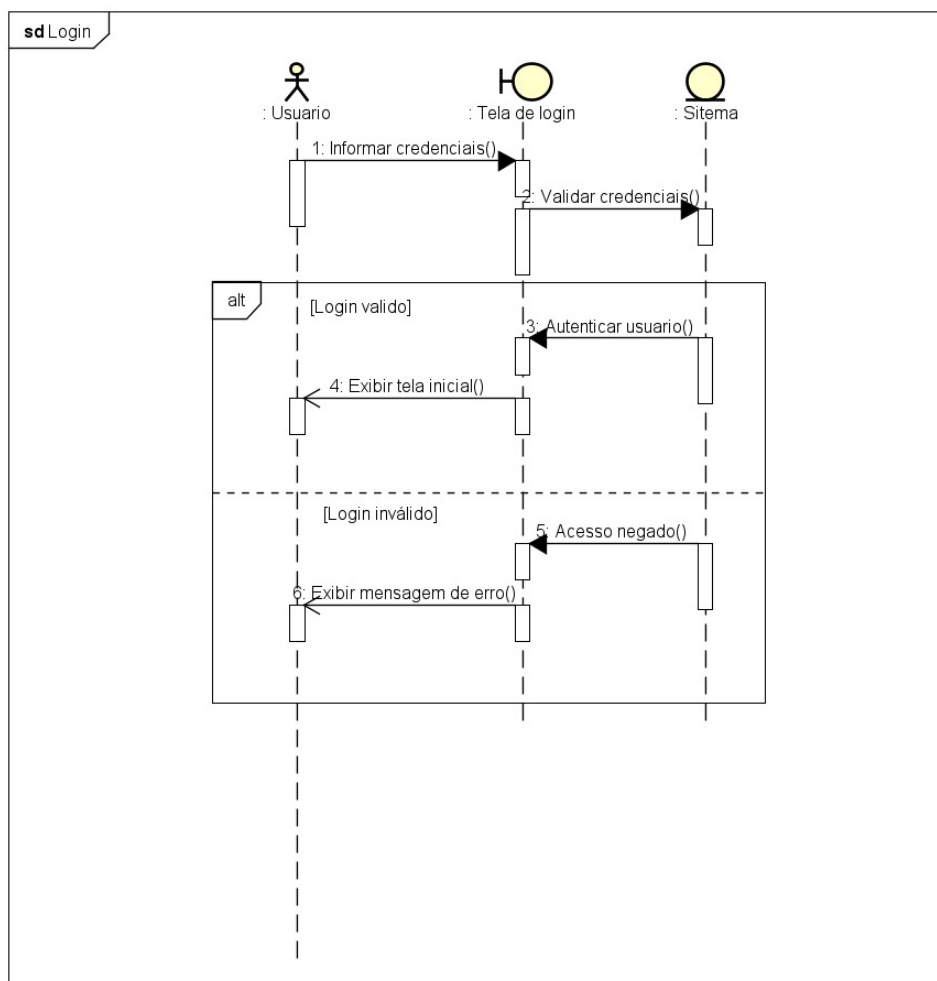 sd Login
: Usuario
: Tela de login
: Sitema
1: Informar credenciais()
2: Validar credenciais()
alt
[Login valido]
3: Autenticar usuario()
4: Exibir tela inicial()
[Login inválido]
5: Acesso negado()
6: Exibir mensagem de erro()